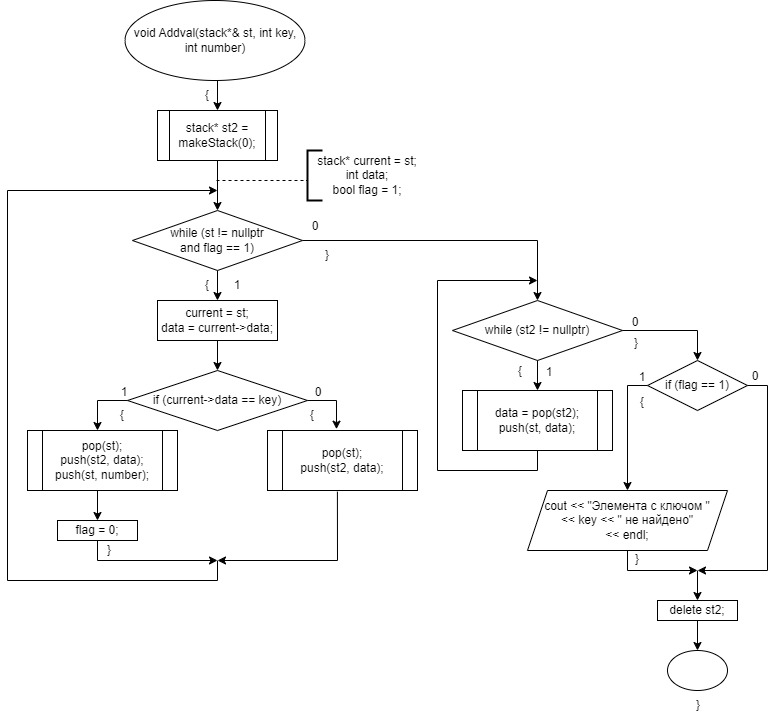 void Addval(stack*& st, int key,
int number)
{
stack* st2 =
makeStack(0);
stack* current = st;
int data;
bool flag = 1;
while (st != nullptr
and flag == 1)
0
}
{
1
current = st;
data = current->data;
if (current->data == key)
1
{
0
{
pop(st);
push(st2, data);
push(st, number);
pop(st);
push(st2, data);
flag = 0;
}
while (st2 != nullptr)
0
}
{
1
data = pop(st2);
push(st, data);
if (flag == 1)
1
{
0
cout << "Элемента с ключом "
<< key << " не найдено"
<< endl;
}
delete st2;
}